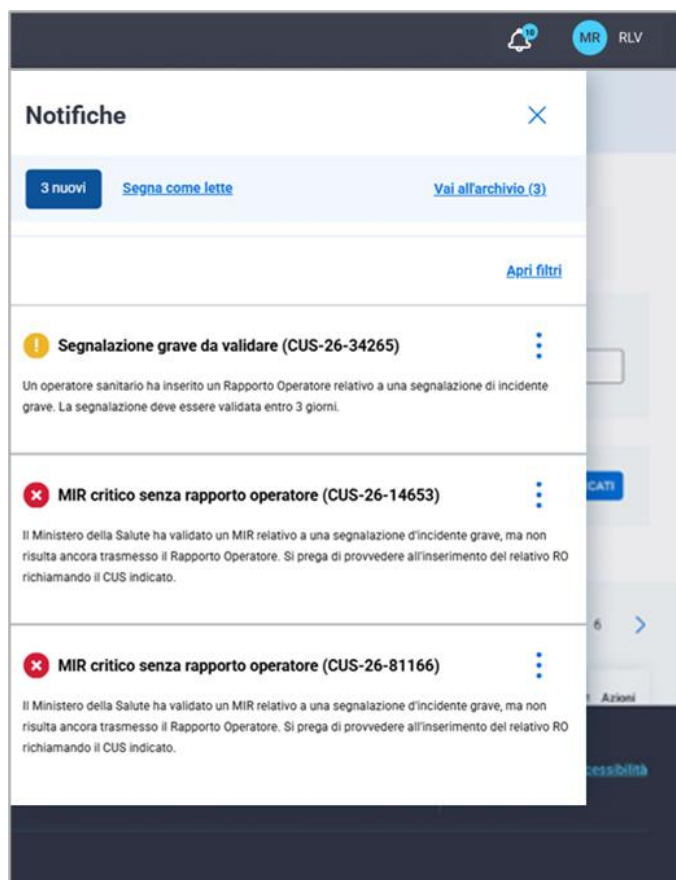 10
MR RLV
Notifiche
3 nuovi Segna come lette Vai all'archivio (3)
Apri filtri
Segnalazione grave da validare (CUS-26-34265)
Un operatore sanitario ha inserito un Rapporto Operatore relativo a una segnalazione di incidente
grave. La segnalazione deve essere validata entro 3 giorni.
MIR critico senza rapporto operatore (CUS-26-14653)
CATI
Il Ministero della Salute ha validato un MIR relativo a una segnalazione d'incidente grave, ma non
risulta ancora trasmesso il Rapporto Operatore. Si prega di provvedere all'inserimento del relativo RO
richiamando il CUS indicato.
6
MIR critico senza rapporto operatore (CUS-26-81166)
Azioni
Il Ministero della Salute ha validato un MIR relativo a una segnalazione d'incidente grave, ma non
risulta ancora trasmesso il Rapporto Operatore. Si prega di provvedere all'inserimento del relativo RO
richiamando il CUS indicato.
cessibilità